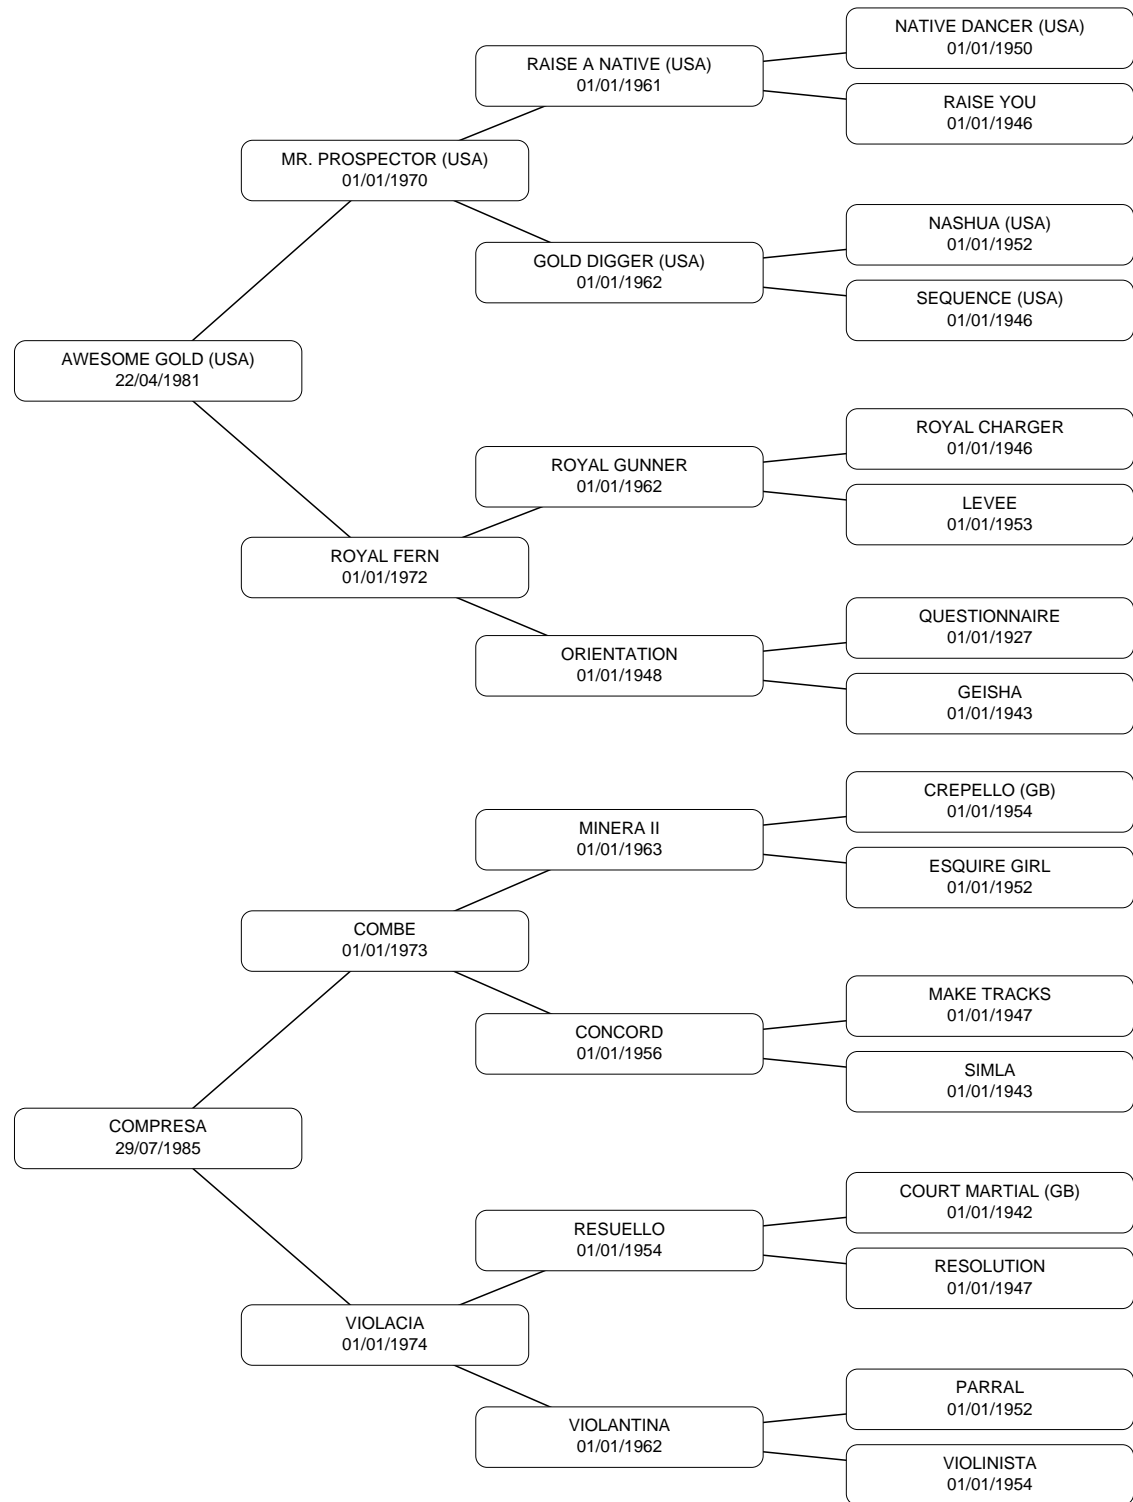 NATIVE DANCER (USA)
01/01/1950
RAISE A NATIVE (USA)
01/01/1961
RAISE YOU
01/01/1946
MR. PROSPECTOR (USA)
01/01/1970
NASHUA (USA)
01/01/1952
GOLD DIGGER (USA)
01/01/1962
SEQUENCE (USA)
01/01/1946
AWESOME GOLD (USA)
22/04/1981
ROYAL CHARGER
01/01/1946
ROYAL GUNNER
01/01/1962
LEVEE
01/01/1953
ROYAL FERN
01/01/1972
QUESTIONNAIRE
01/01/1927
ORIENTATION
01/01/1948
GEISHA
01/01/1943
CREPELLO (GB)
01/01/1954
MINERA II
01/01/1963
ESQUIRE GIRL
01/01/1952
COMBE
01/01/1973
MAKE TRACKS
01/01/1947
CONCORD
01/01/1956
SIMLA
01/01/1943
COMPRESA
29/07/1985
COURT MARTIAL (GB)
01/01/1942
RESUELLO
01/01/1954
RESOLUTION
01/01/1947
VIOLACIA
01/01/1974
PARRAL
01/01/1952
VIOLANTINA
01/01/1962
VIOLINISTA
01/01/1954